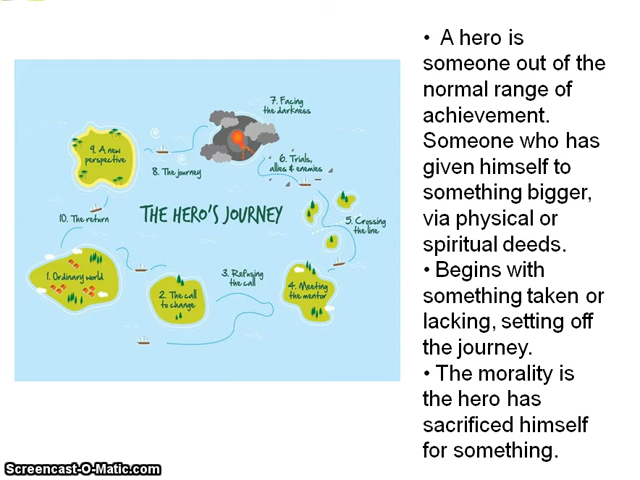 7. Facing
the darkness
9. A new
perspective
8. The journey
6. Trials,
allies & enemies
10. The return
THE HERO'S JOURNEY
5. Crossing
the line
1. Ordinary world
2. The call
to change
3. Refusing
the call
4. Meeting
the mentor
• A hero is
someone out of the
normal range of
achievement.
Someone who has
given himself to
something bigger,
via physical or
spiritual deeds.
• Begins with
something taken or
lacking, setting off
the journey.
• The morality is
the hero has
sacrificed himself
for something.
Screencast-O-Matic.com